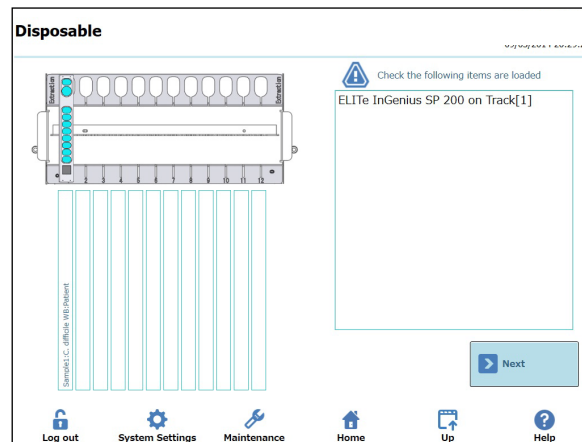 Disposable
Check the following items are loaded
Extraction
Extraction
ELITe InGenius SP 200 on Track[1]
2 3 4 5 6 7 8 9 10 11 12
Sample1:C. difficile WB:Patient
Next
Log out
System Settings
Maintenance
Home
Up
Help